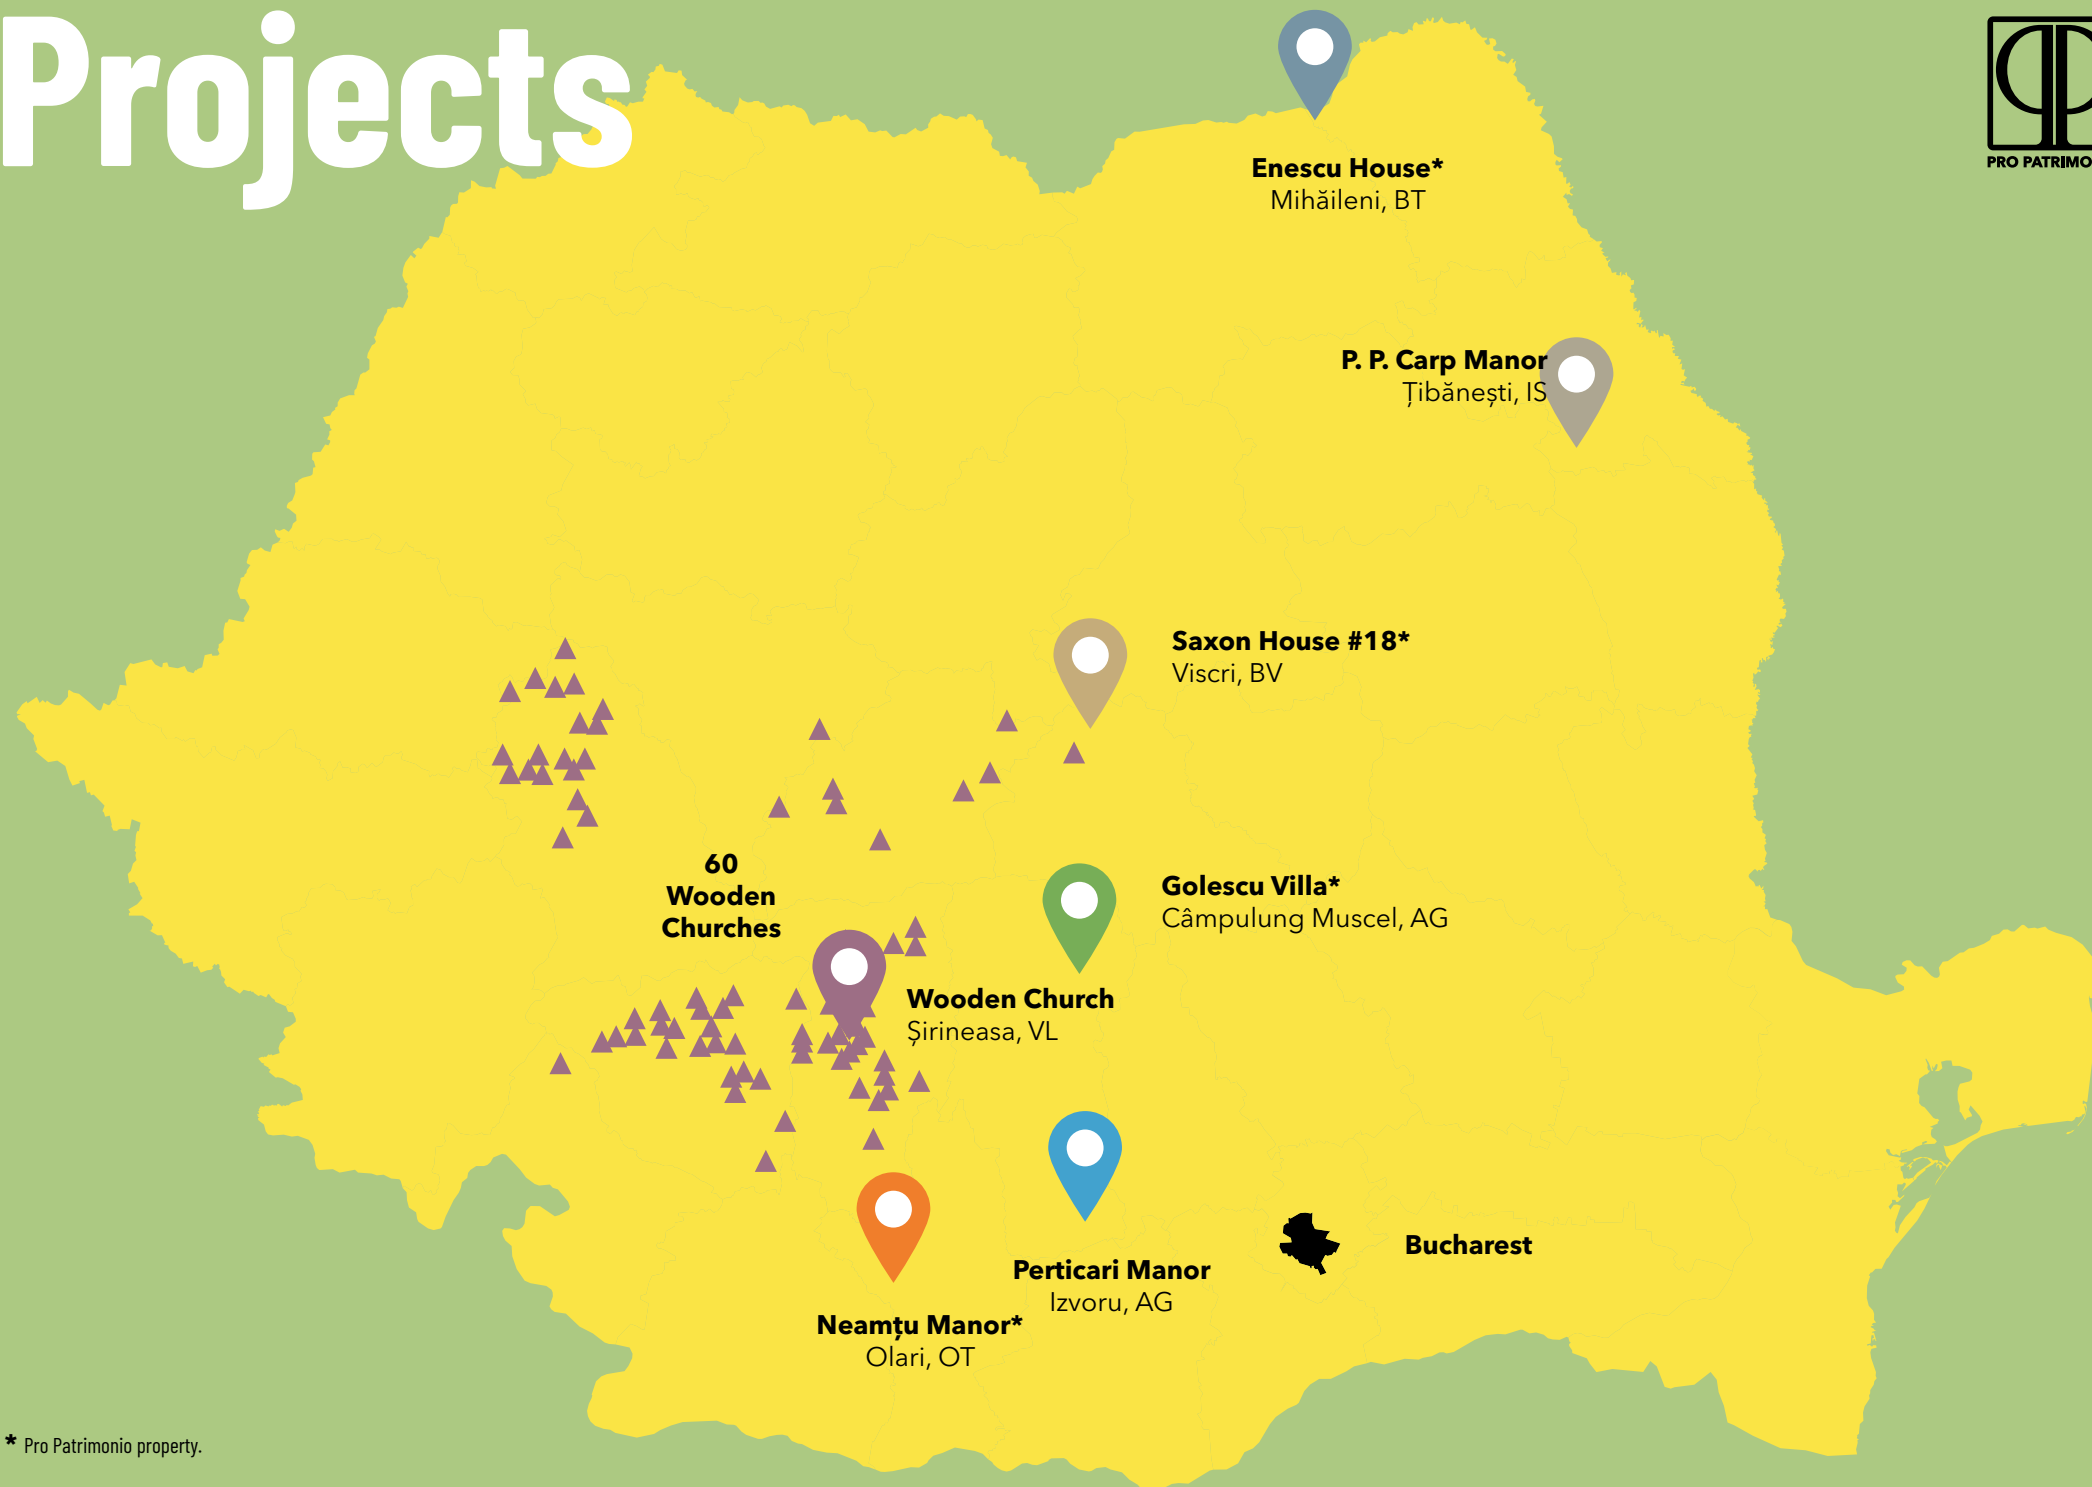 Projects
PRO PATRIMO
Enescu House*
Mihăileni, BT
P. P. Carp Manor
Țibănești, IS
Saxon House #18*
Viscri, BV
60
Wooden
Churches
Golescu Villa*
Câmpulung Muscel, AG
Wooden Church
Șirineasa, VL
Bucharest
Perticari Manor
Izvoru, AG
Neamțu Manor*
Olari, OT
* Pro Patrimonio property.